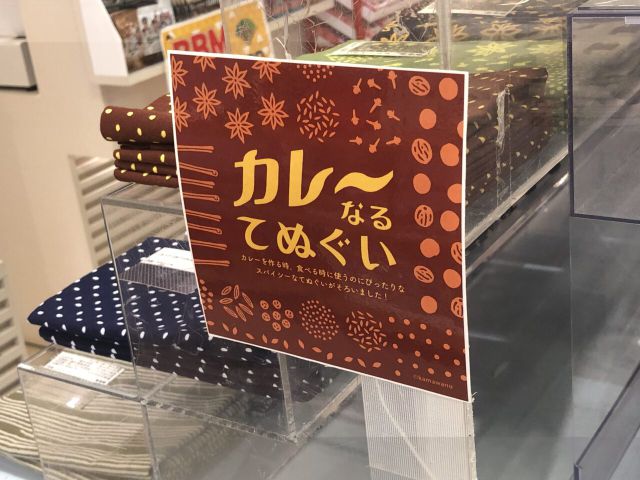 BBM
カレー
なる
てぬぐい
カレーを作る時、食べる時に使うのにぴったりな
スパイシーなてぬぐいがそろいました！
©kamawanu